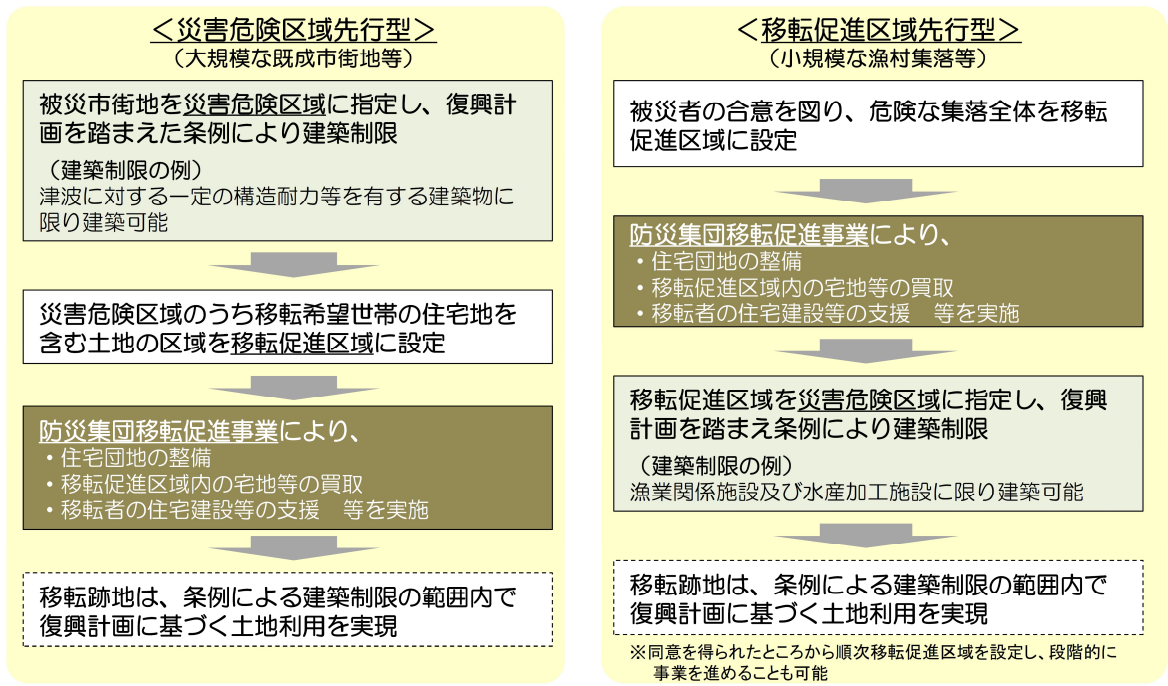 ＜災害危険区域先行型＞
（大規模な既成市街地等）
被災市街地を災害危険区域に指定し、復興計
画を踏まえた条例により建築制限
（建築制限の例）
津波に対する一定の構造耐力等を有する建築物に
限り建築可能
災害危険区域のうち移転希望世帯の住宅地を
含む土地の区域を移転促進区域に設定
防災集団移転促進事業により、
・住宅団地の整備
・移転促進区域内の宅地等の買取
・移転者の住宅建設等の支援　等を実施
移転跡地は、条例による建築制限の範囲内で
復興計画に基づく土地利用を実現
＜移転促進区域先行型＞
（小規模な漁村集落等）
被災者の合意を図り、危険な集落全体を移転
促進区域に設定
防災集団移転促進事業により、
・住宅団地の整備
・移転促進区域内の宅地等の買取
・移転者の住宅建設等の支援　等を実施
移転促進区域を災害危険区域に指定し、復興
計画を踏まえ条例により建築制限
（建築制限の例）
漁業関係施設及び水産加工施設に限り建築可能
移転跡地は、条例による建築制限の範囲内で
復興計画に基づく土地利用を実現
※同意を得られたところから順次移転促進区域を設定し、段階的に
事業を進めることも可能